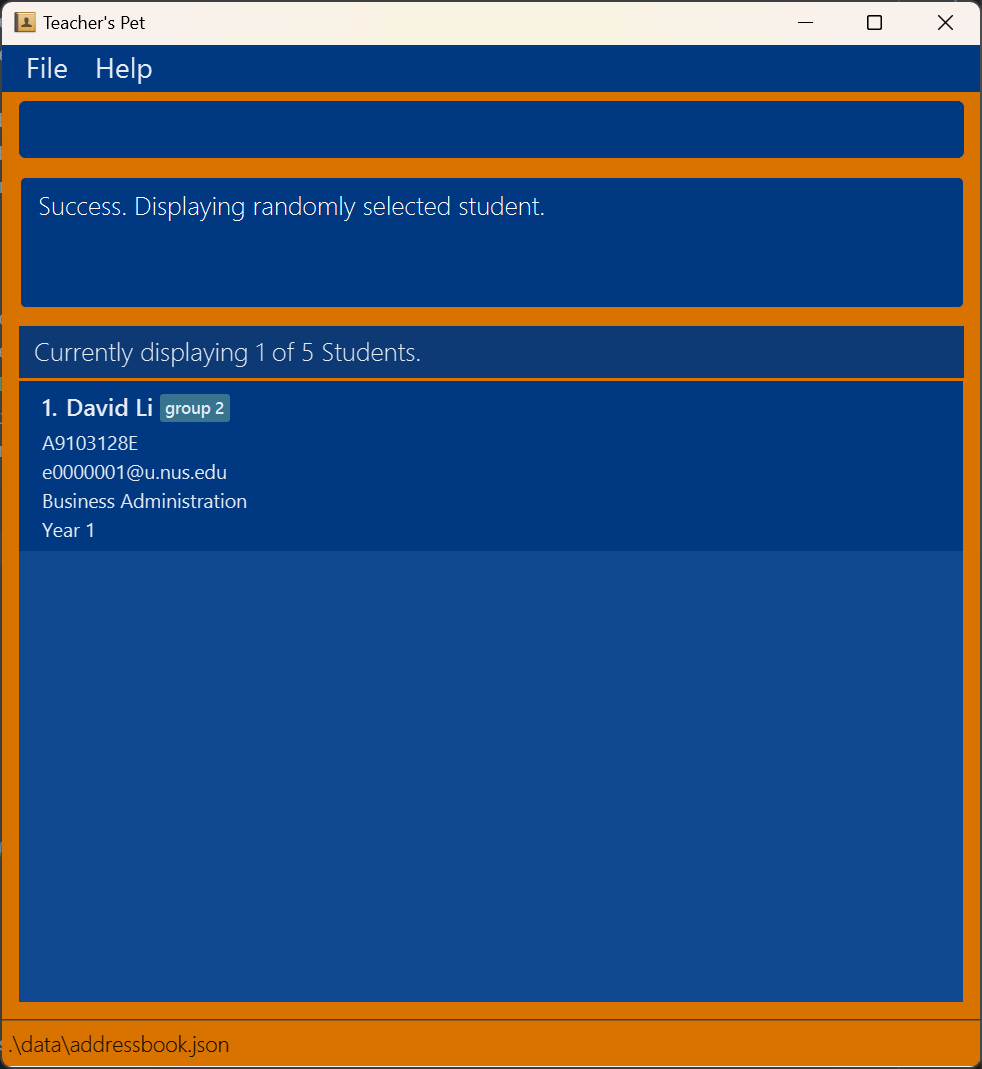 Teacher's Pet
File Help
Success. Displaying randomly selected student.
Currently displaying 1 of 5 Students.
1. David Li group 2
A9103128E
e0000001@u.nus.edu
Business Administration
Year 1
.\data\addressbook.json